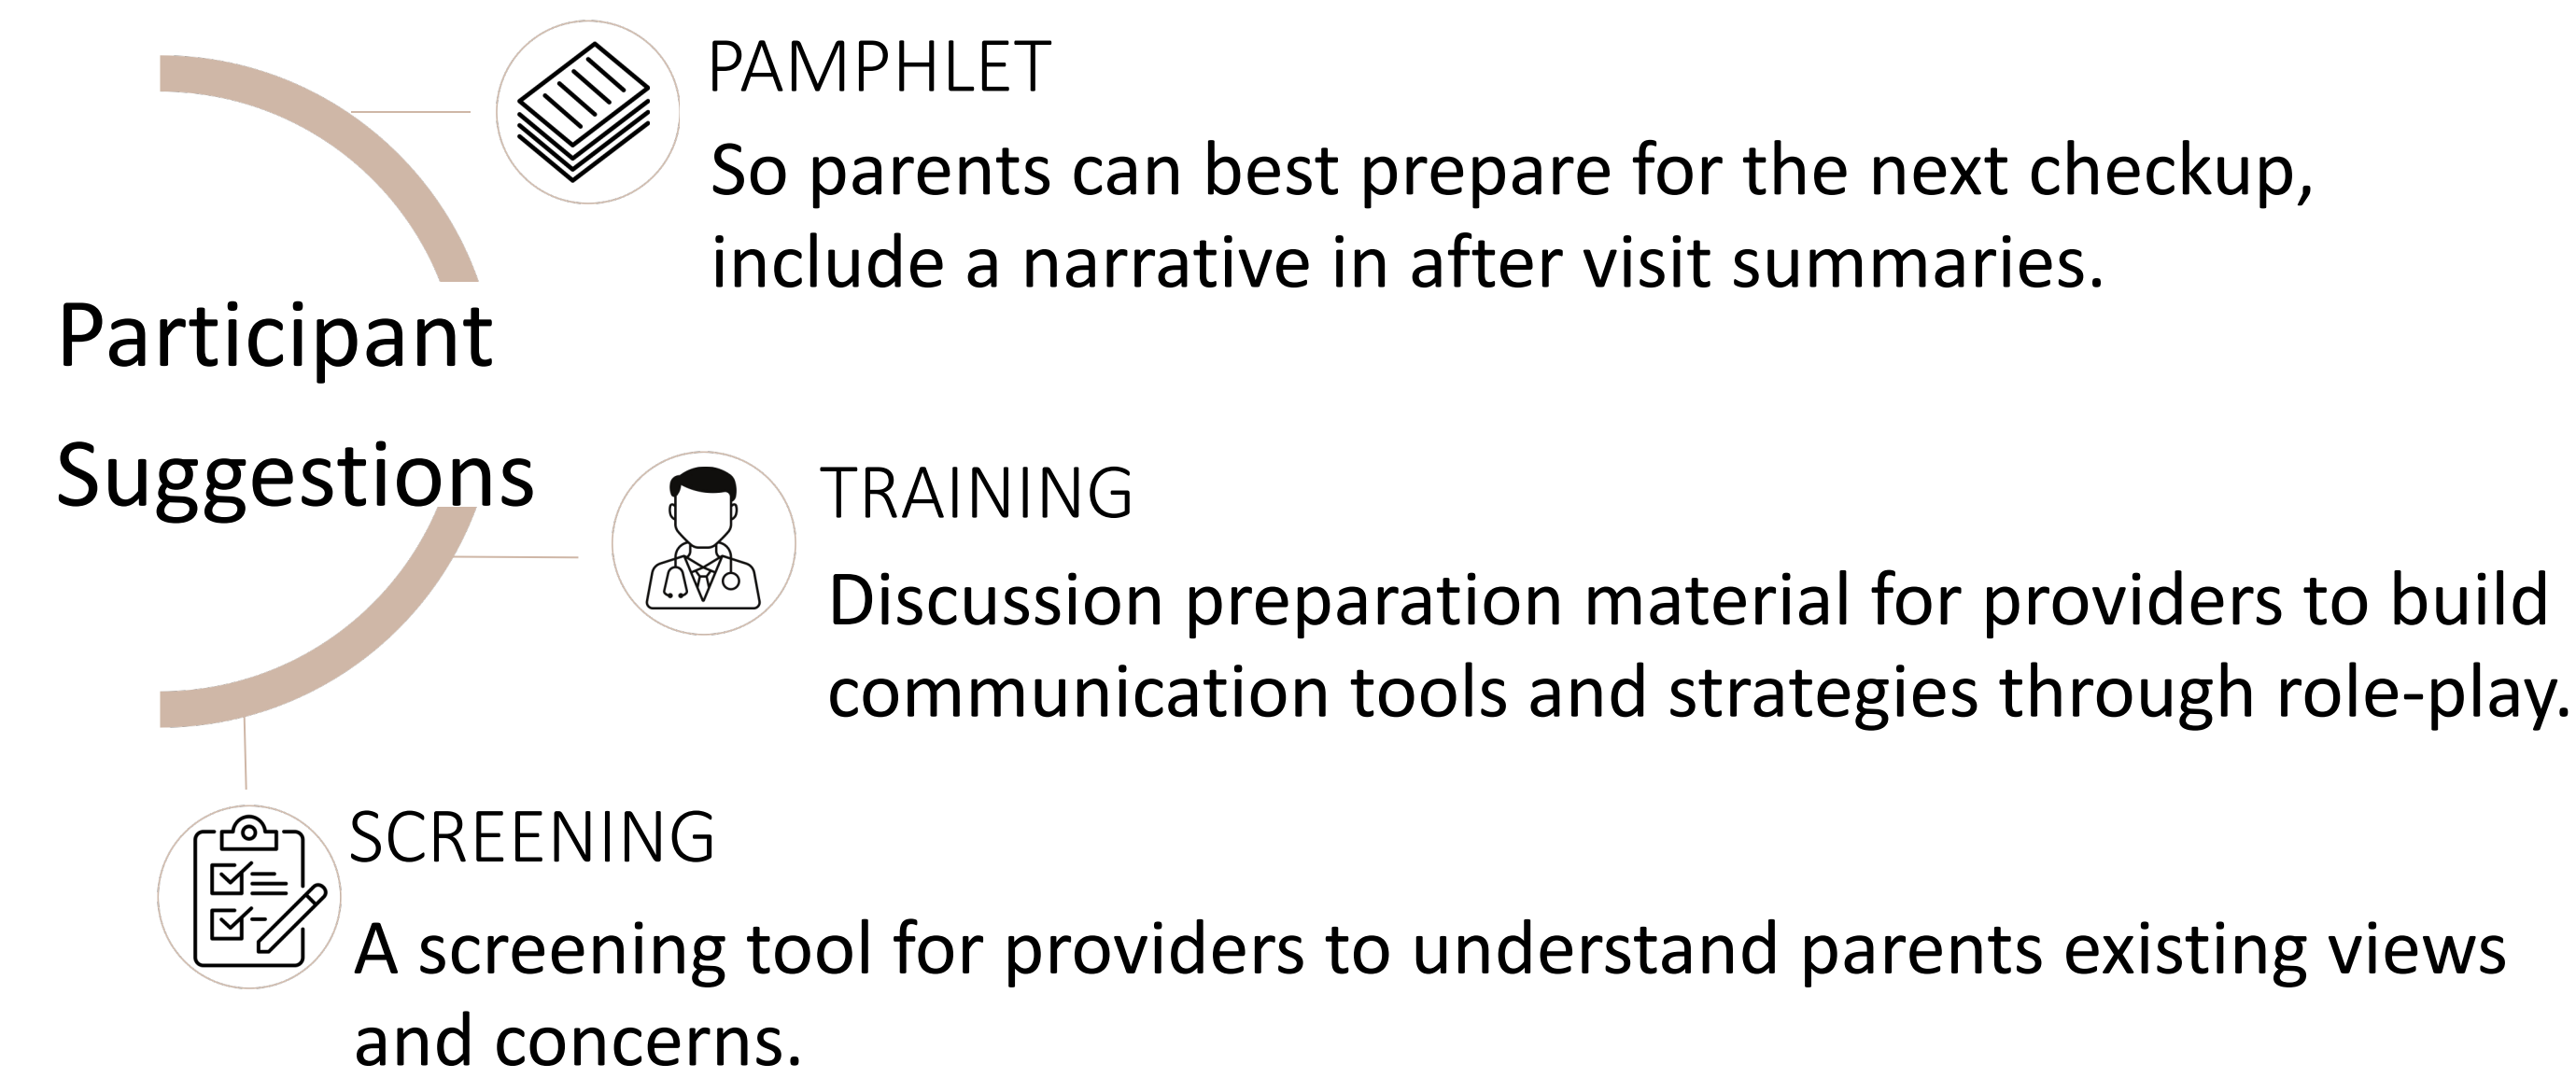 Participant
Suggestions
PAMPHLET
So parents can best prepare for the next checkup,
include a narrative in after visit summaries.
TRAINING
Discussion preparation material for providers to build
communication tools and strategies through role-play.
SCREENING
A screening tool for providers to understand parents existing views
and concerns.